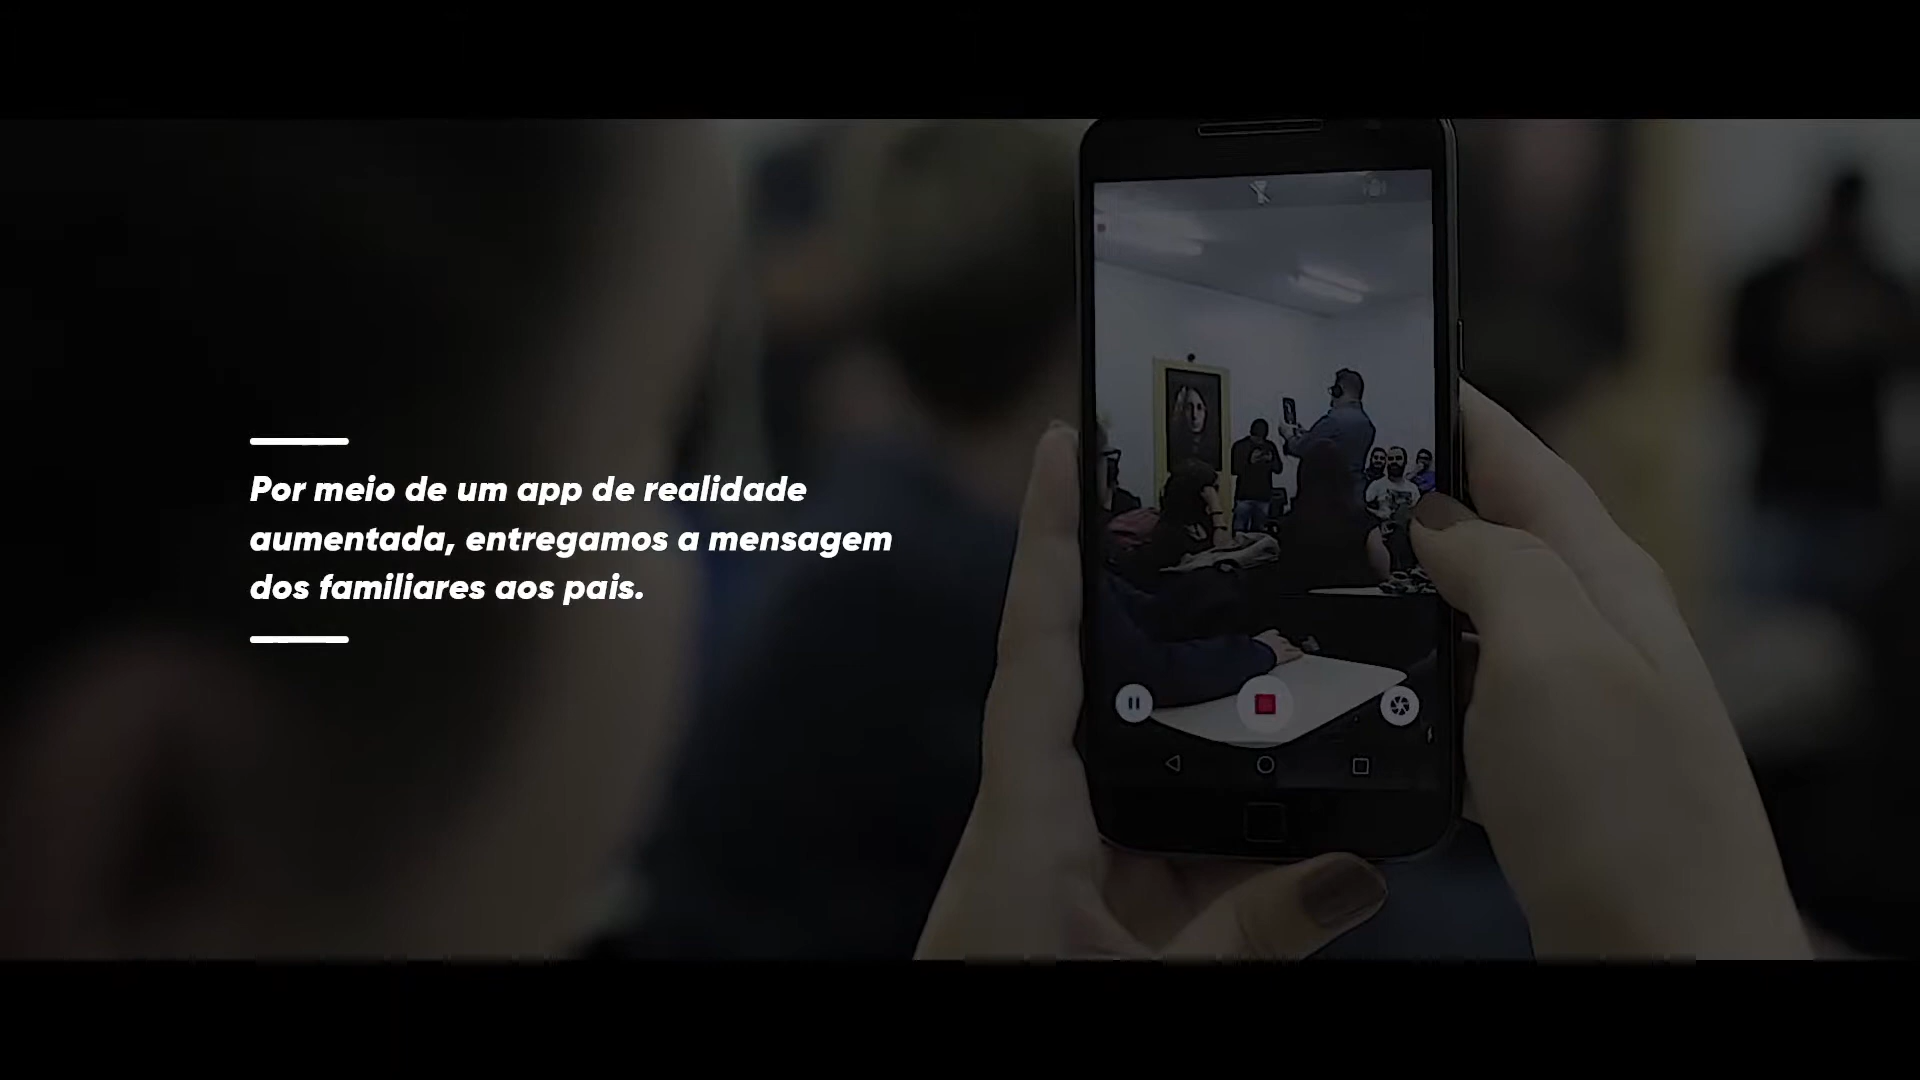 Por meio de um app de realidade
aumentada, entregamos a mensagem
dos familiares aos pais.